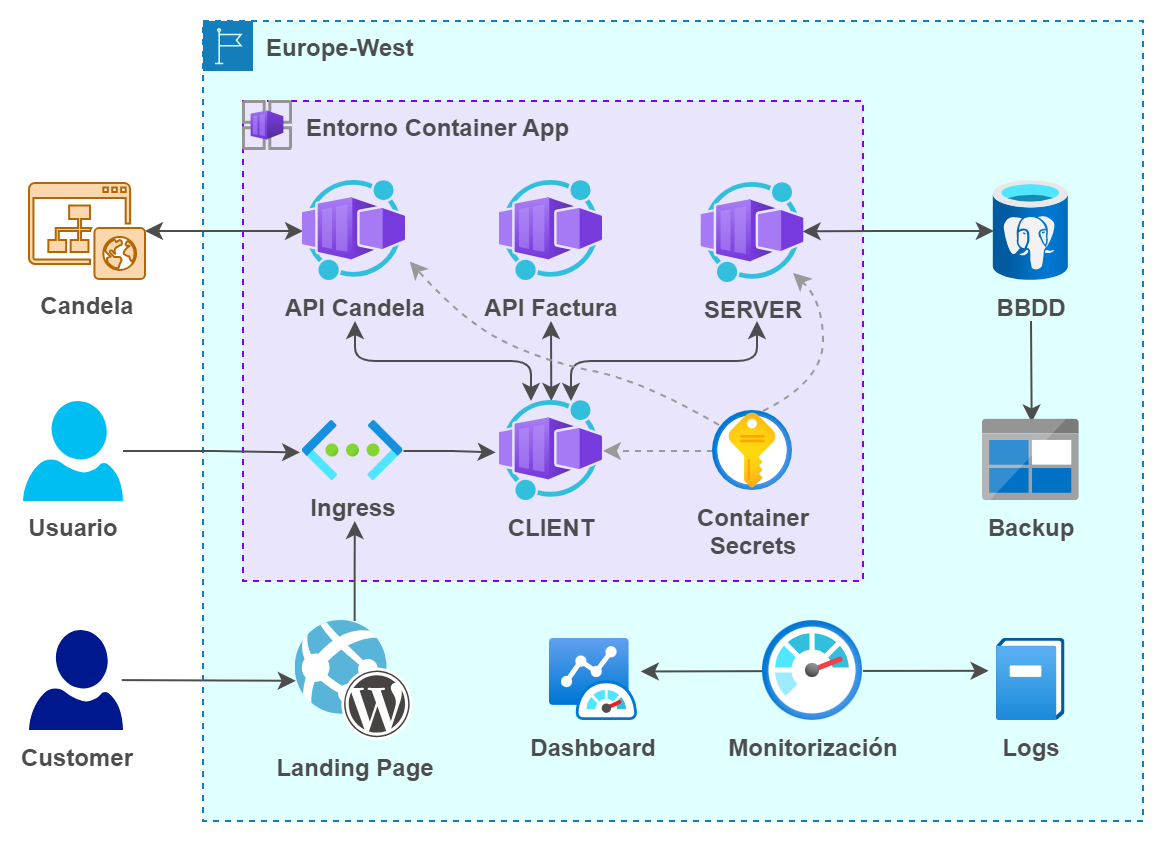 Europe-West
Entorno Container App
Candela
API Candela
API Factura
SERVER
BBDD
Usuario
Ingress
CLIENT
Container
Secrets
Backup
Customer
Landing Page
W
Dashboard
Monitorización
Logs